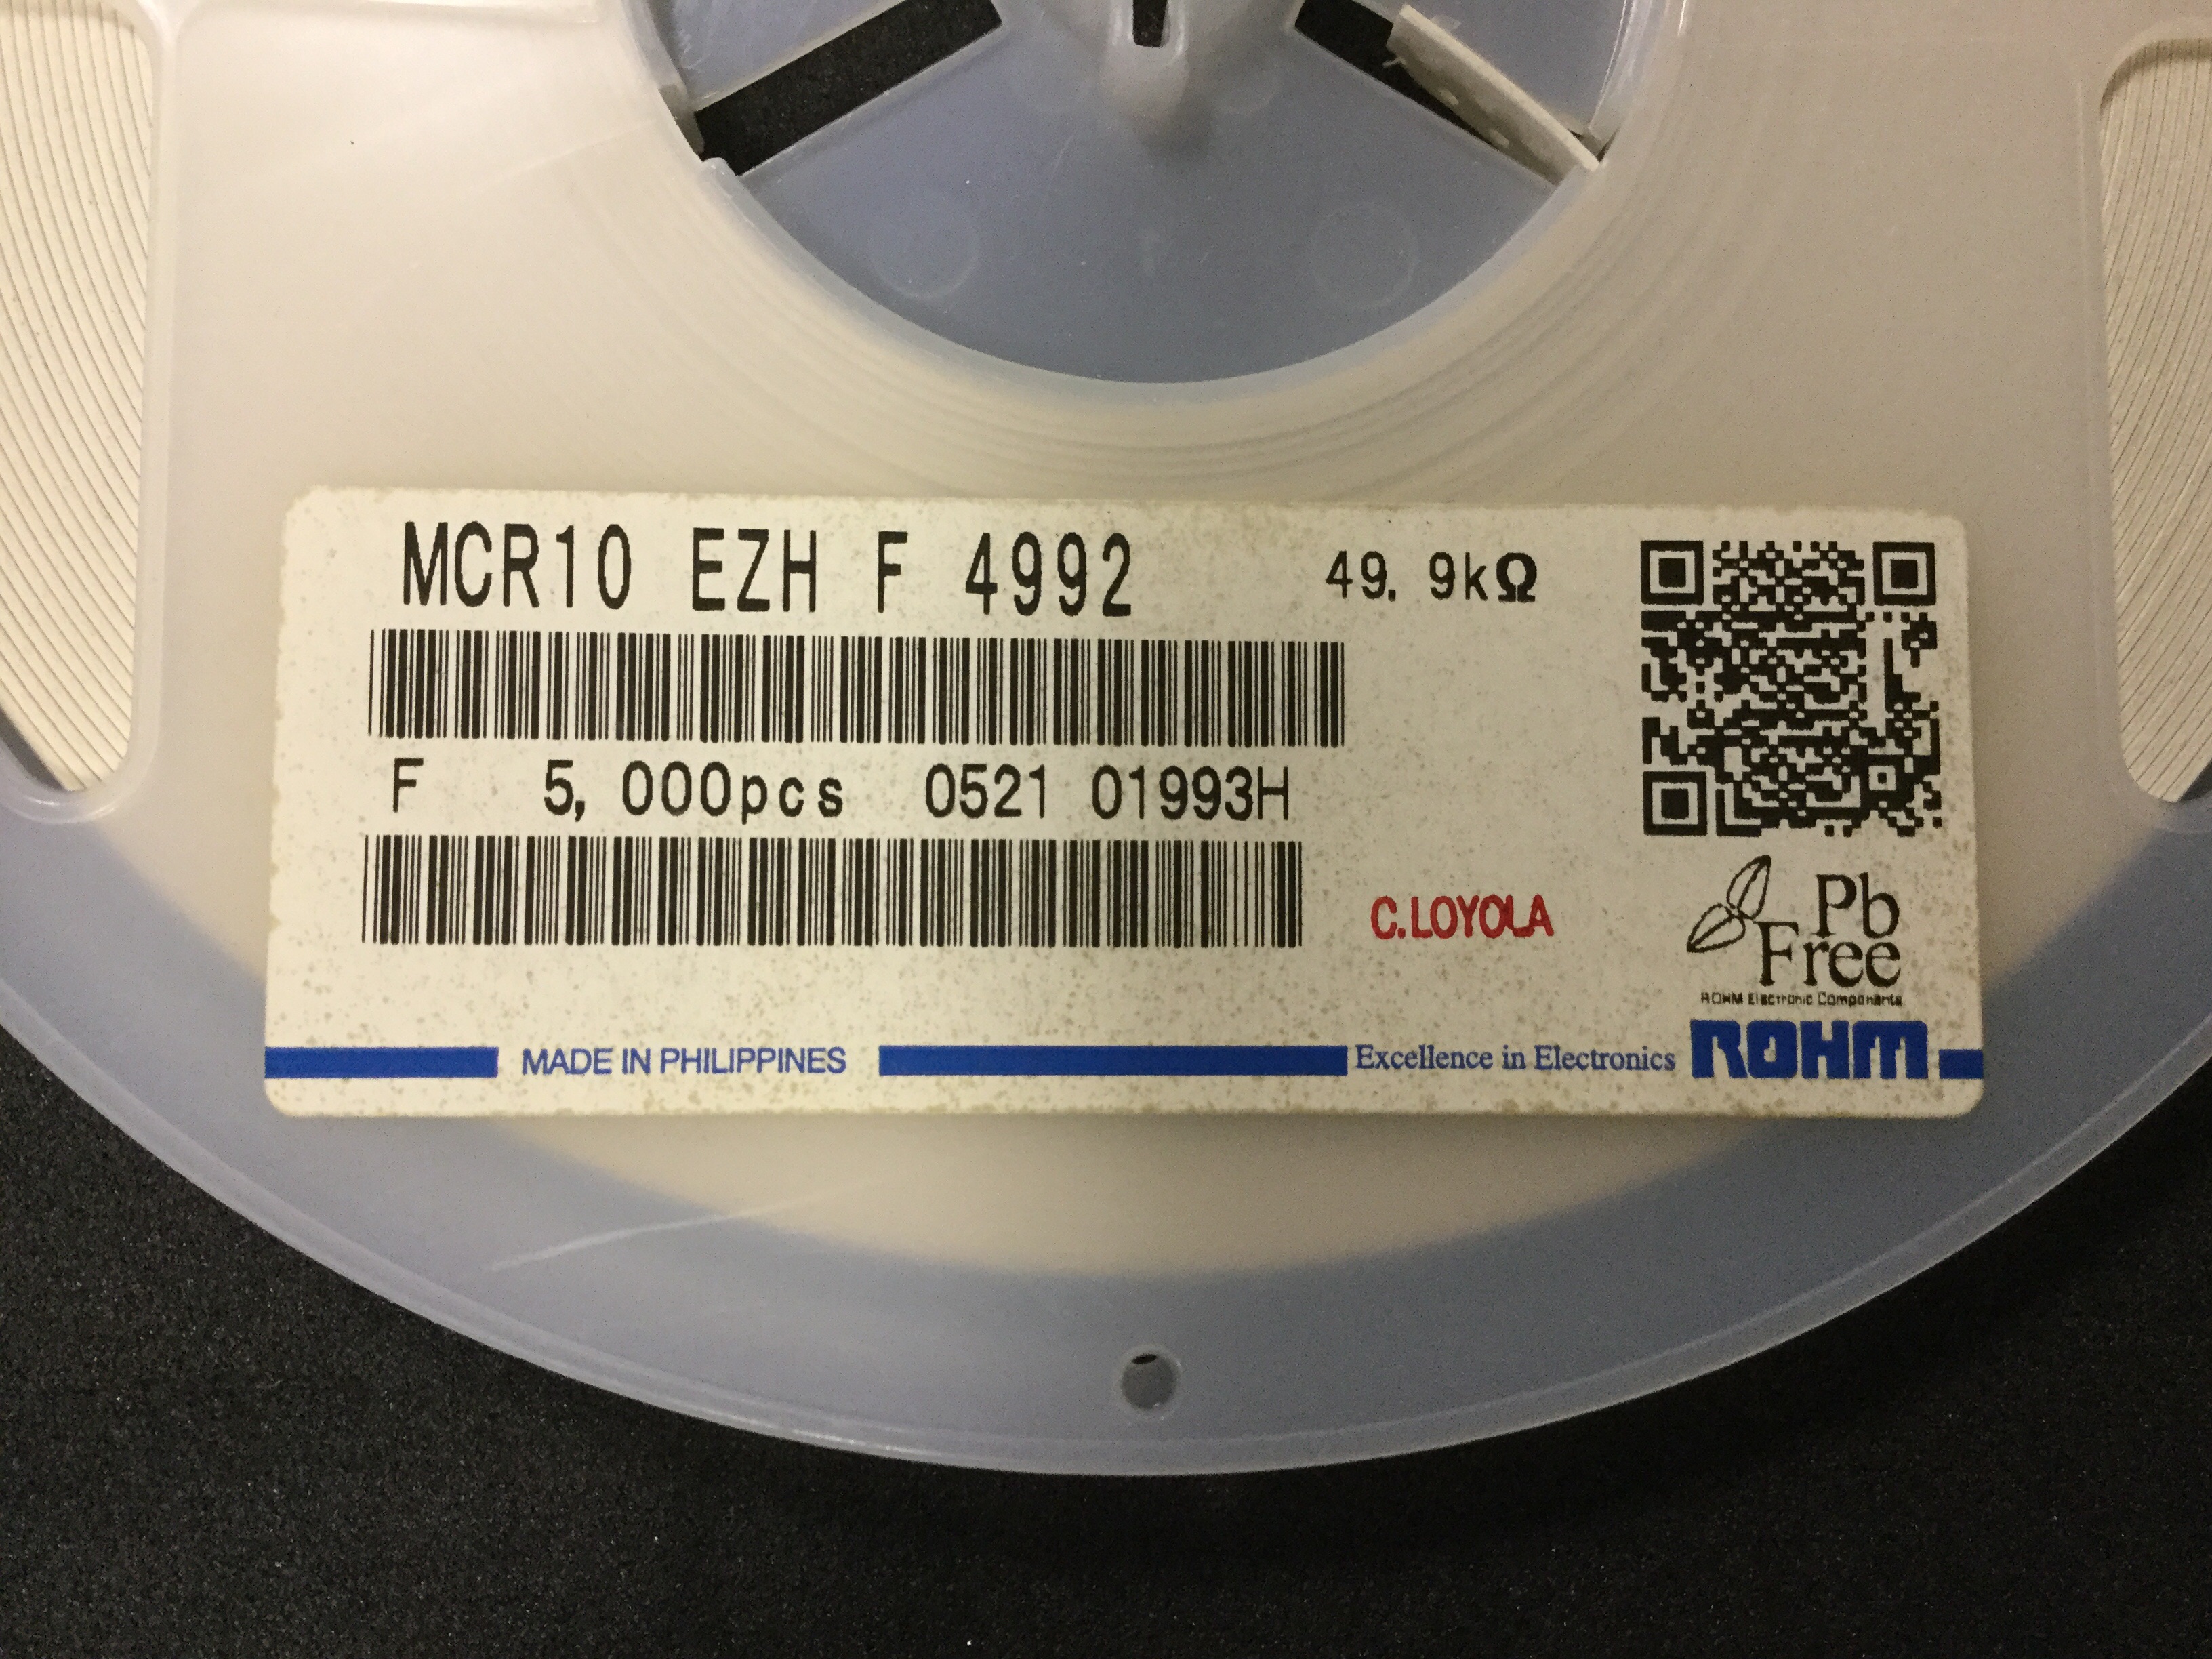 MCR10 EZH F 4992 49.9kΩ
F 5,000pcs 0521 01993H
C.LOYOLA
Pb
Free
ROHM Electronic Components
MADE IN PHILIPPINES Excellence in Electronics ROHM